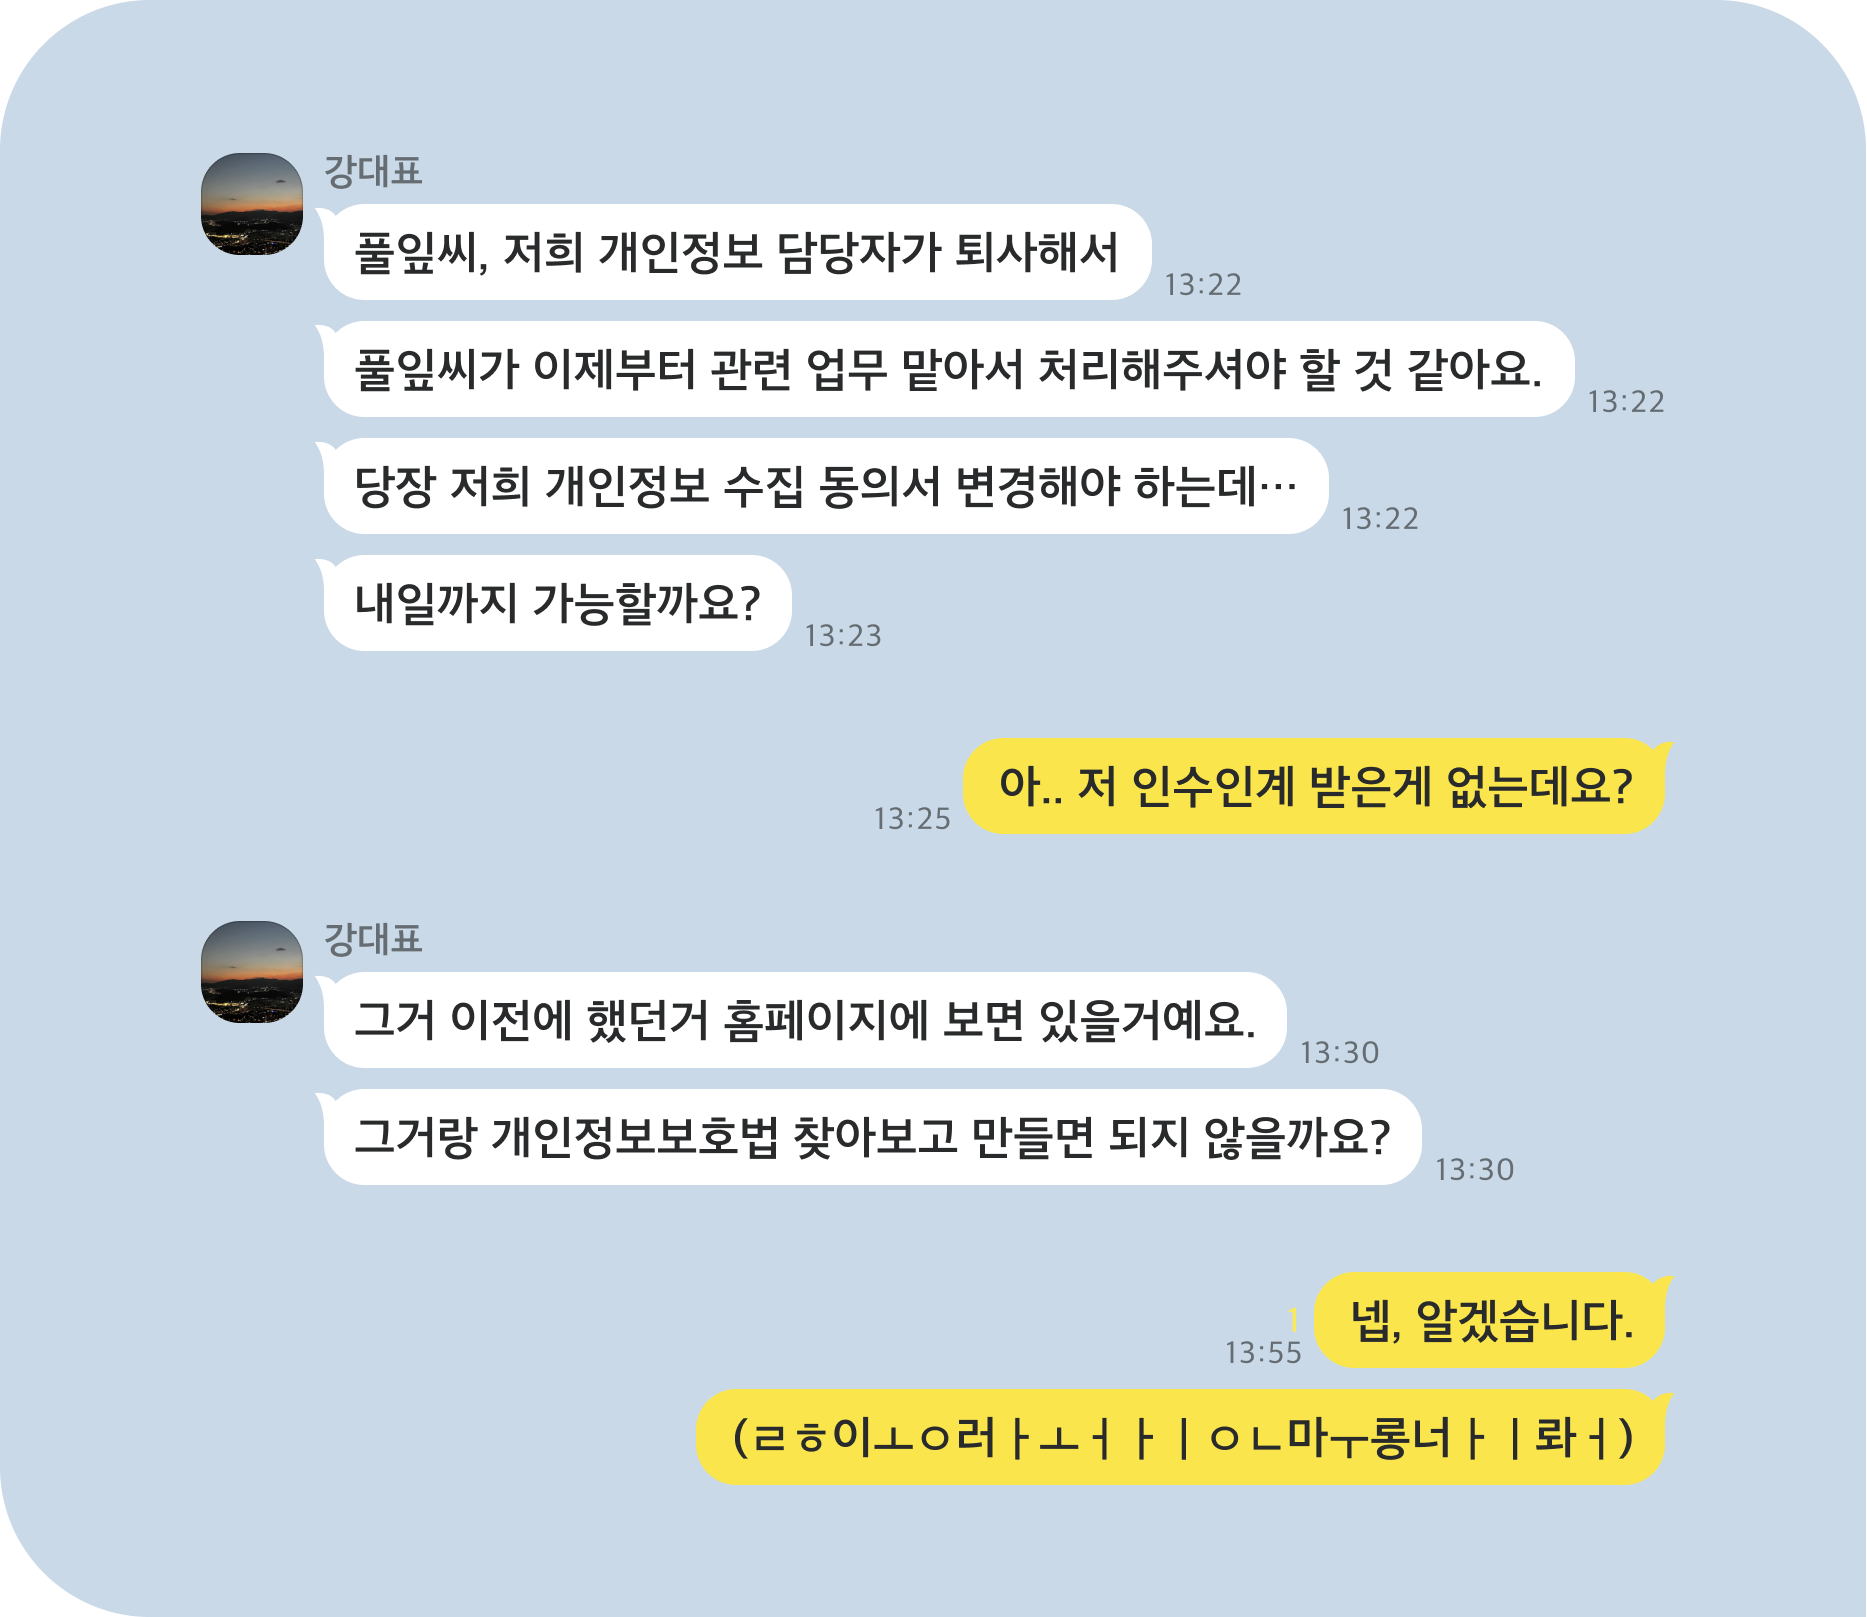 강대표
풀잎씨, 저희 개인정보 담당자가 퇴사해서
13:22
풀잎씨가 이제부터 관련 업무 맡아서 처리해주셔야 할 것 같아요.
13:22
당장 저희 개인정보 수집 동의서 변경해야 하는데…
13:22
내일까지 가능할까요?
13:23
아.. 저 인수인계 받은게 없는데요?
13:25
강대표
그거 이전에 했던거 홈페이지에 보면 있을거예요.
13:30
그거랑 개인정보보호법 찾아보고 만들면 되지 않을까요?
13:30
넵, 알겠습니다.
1
13:55
(ㄹㅎ이ㅗㅇ러ㅏㅗㅓㅏㅣㅇㄴ마ㅜ롱너ㅏㅣ롸ㅓ)